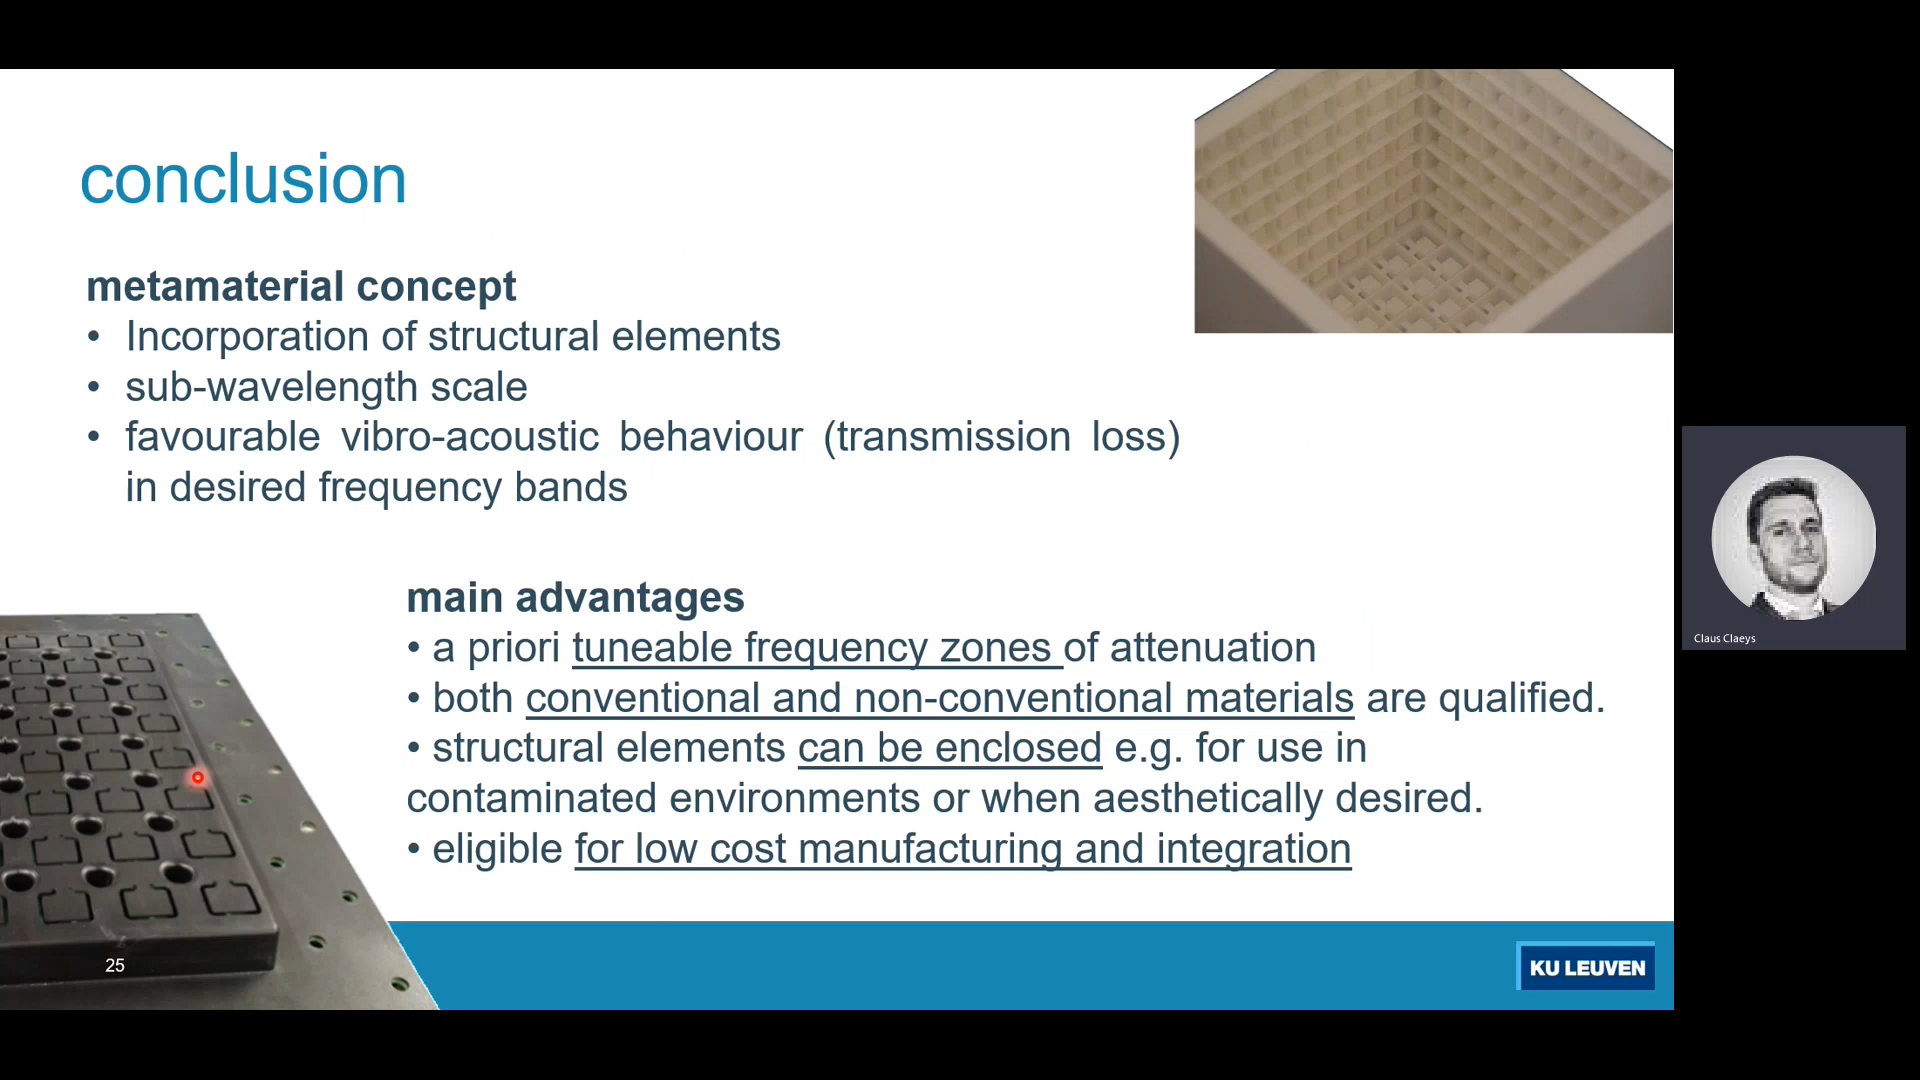 conclusion
metamaterial concept
• Incorporation of structural elements
• sub-wavelength scale
• favourable vibro-acoustic behaviour (transmission loss)
in desired frequency bands
main advantages
• a priori tuneable frequency zones of attenuation
• both conventional and non-conventional materials are qualified.
• structural elements can be enclosed e.g. for use in
contaminated environments or when aesthetically desired.
• eligible for low cost manufacturing and integration
25
KU LEUVEN
Claus Claeys